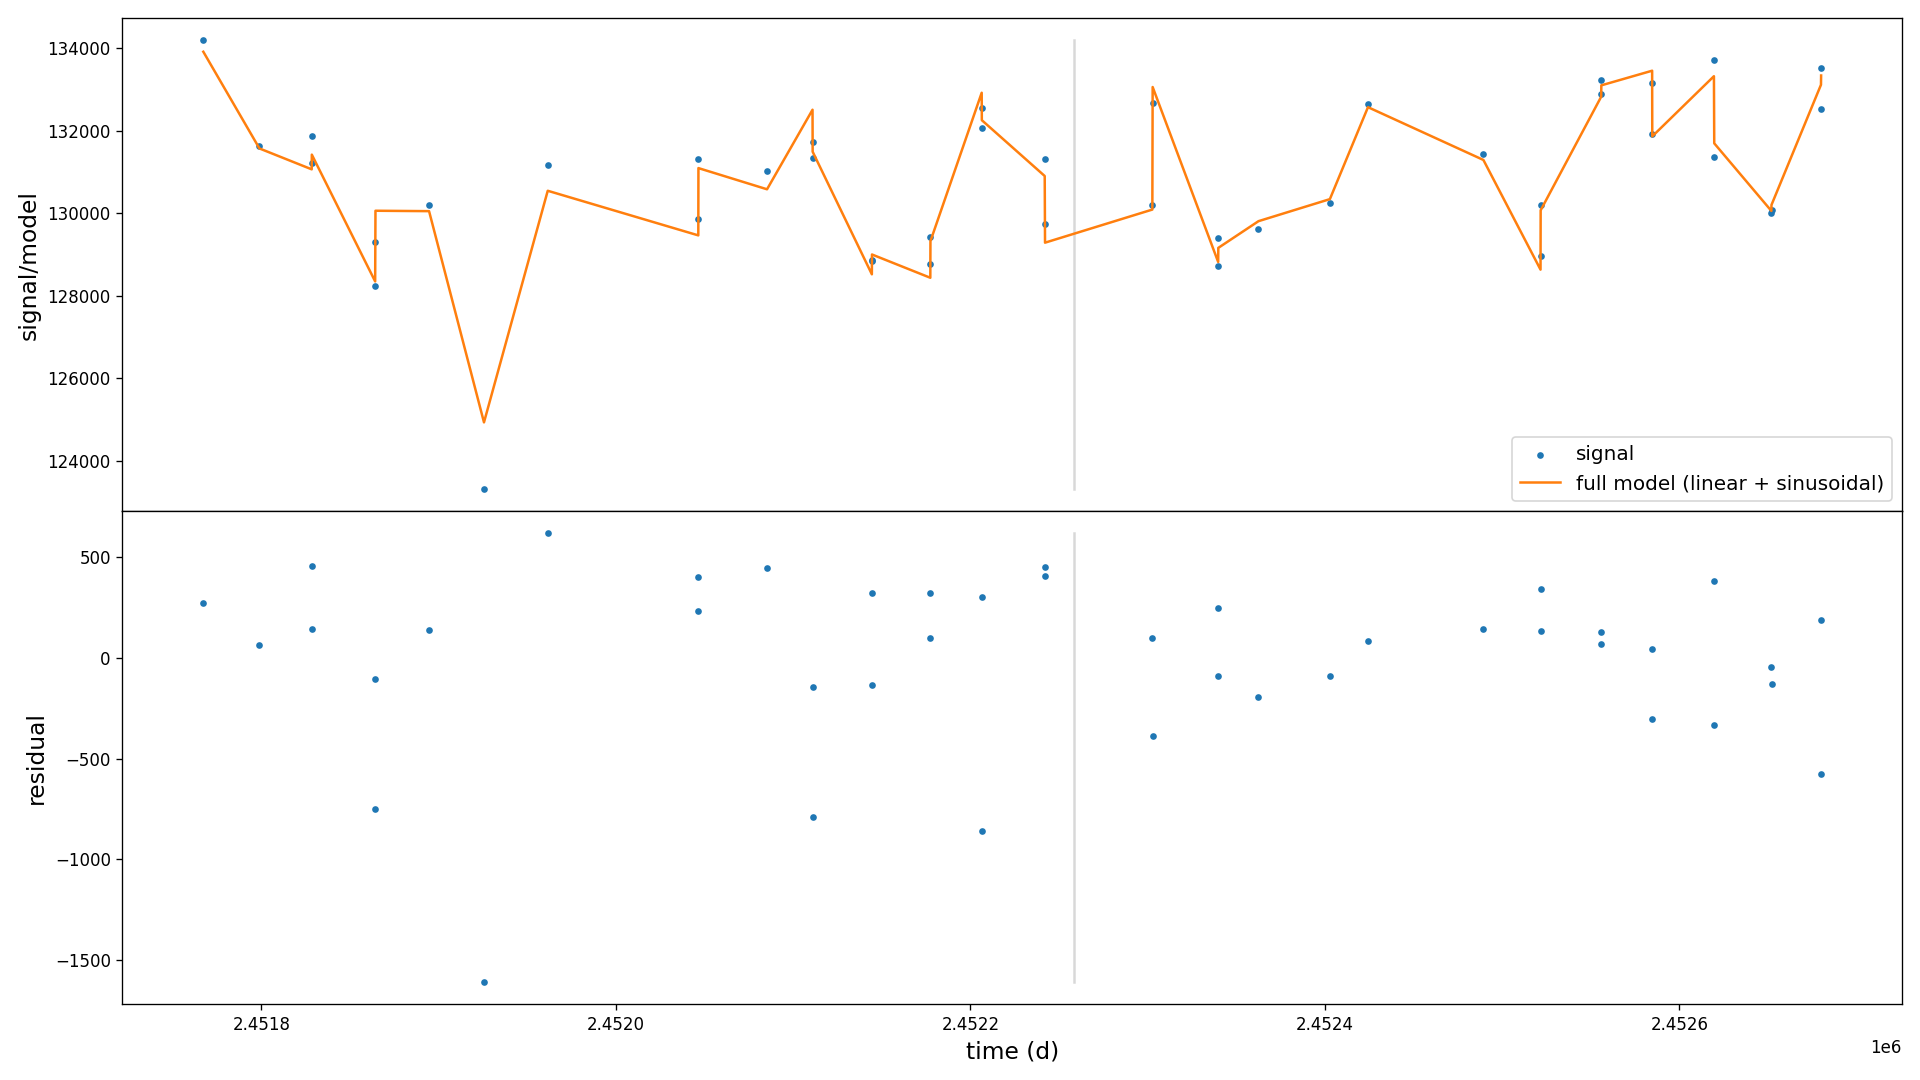 134000
132000
130000
128000
126000
124000
signal/model
signal
full model (linear + sinusoidal)
500
0
−500
−1000
−1500
residual
2.4518
2.4520
2.4522
2.4524
2.4526
time (d)
1e6